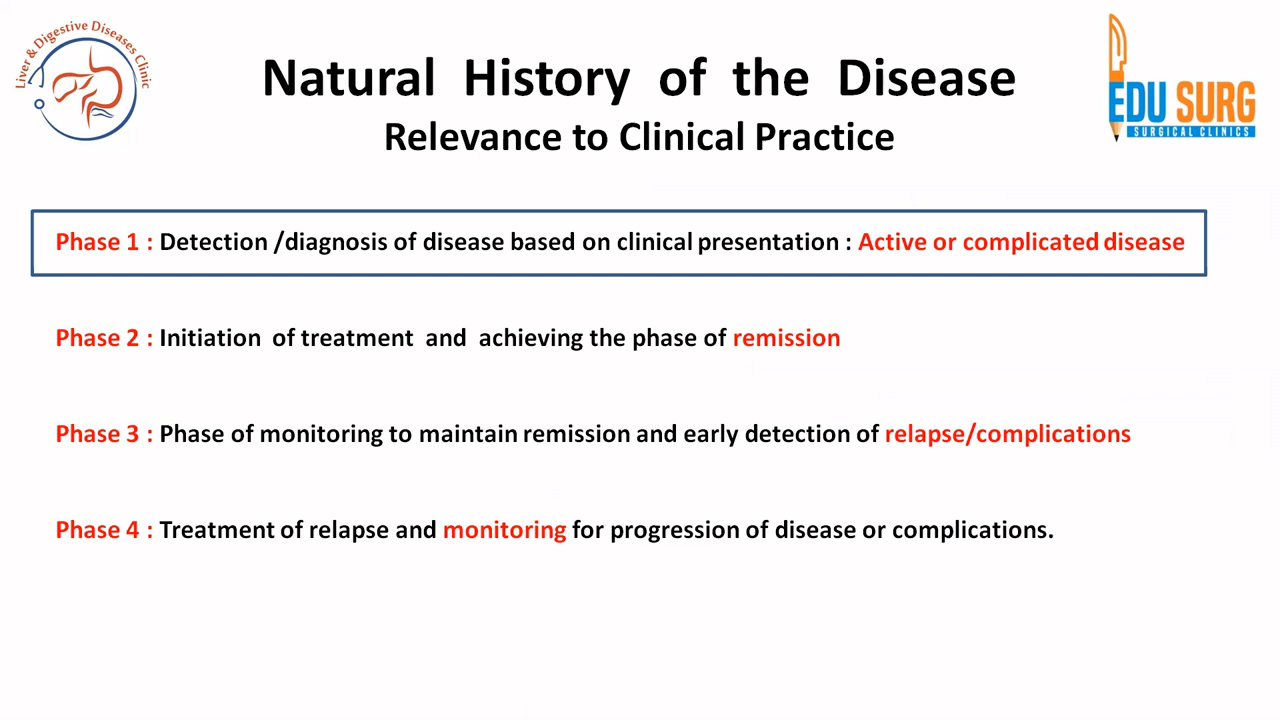 Liver & Digestive Diseases Clinic
EDU SURG
SURGICAL CLINICS
Natural History of the Disease
Relevance to Clinical Practice
Phase 1 : Detection /diagnosis of disease based on clinical presentation : Active or complicated disease
Phase 2 : Initiation of treatment and achieving the phase of remission
Phase 3 : Phase of monitoring to maintain remission and early detection of relapse/complications
Phase 4 : Treatment of relapse and monitoring for progression of disease or complications.